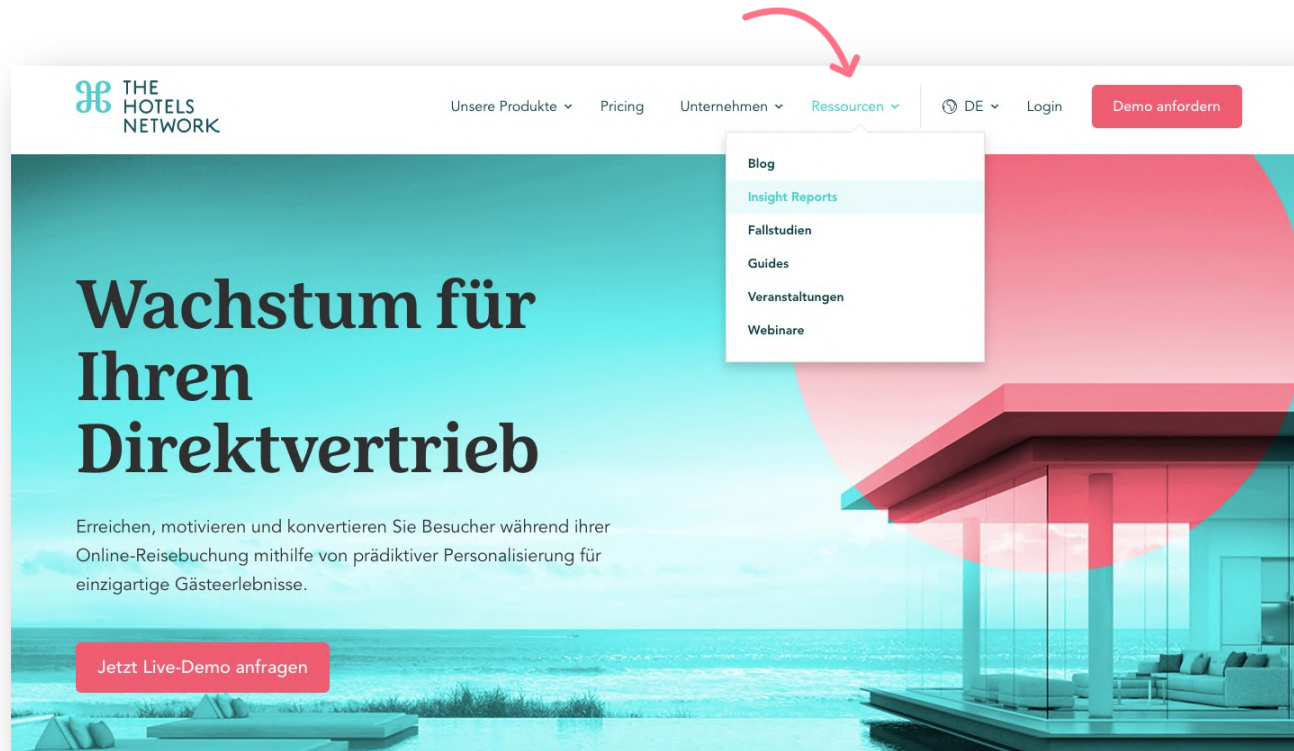 THE
HOTELS
NETWORK
Unsere Produkte
Pricing
Unternehmen
Ressourcen
DE
Login
Demo anfordern
Blog
Insight Reports
Fallstudien
Guides
Veranstaltungen
Webinare
Wachstum für
Ihren
Direktvertrieb
Erreichen, motivieren und konvertieren Sie Besucher während ihrer
Online-Reisebuchung mithilfe von prädiktiver Personalisierung für
einzigartige Gästeerlebnisse.
Jetzt Live-Demo anfragen